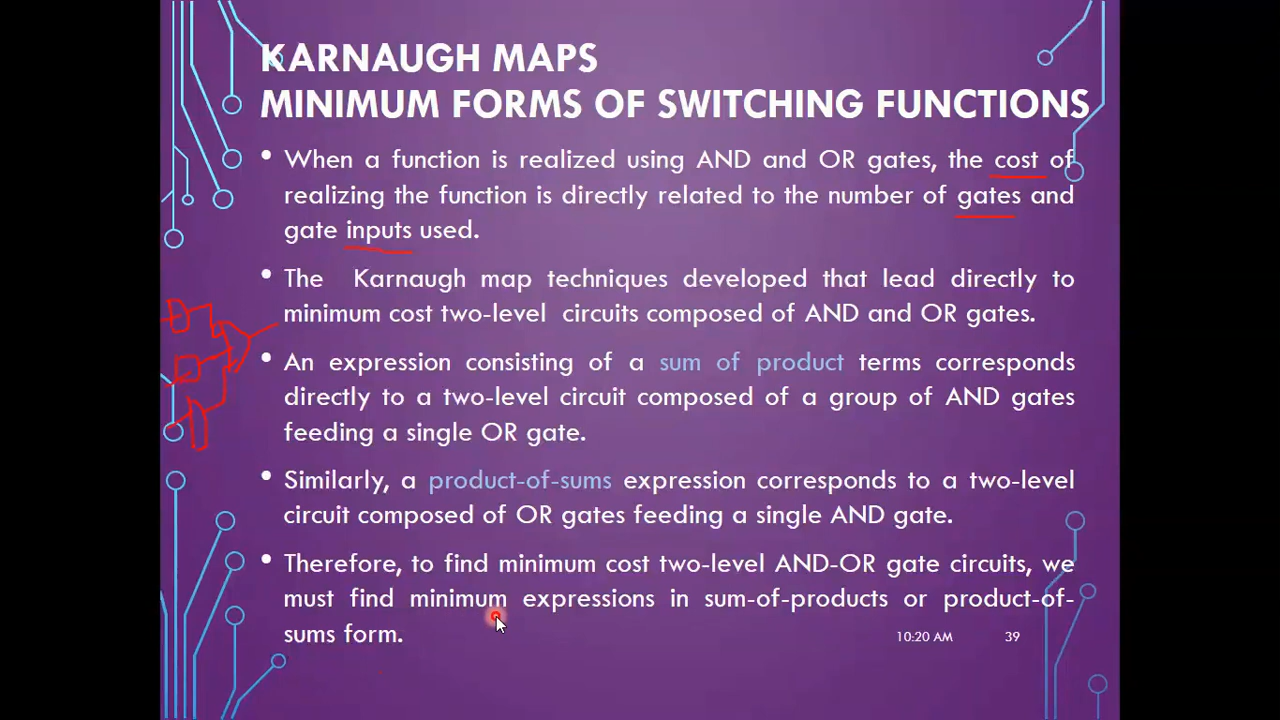 KARNAUGH MAPS
MINIMUM FORMS OF SWITCHING FUNCTIONS
• When a function is realized using AND and OR gates, the cost of
realizing the function is directly related to the number of gates and
gate inputs used.
• The Karnaugh map techniques developed that lead directly to
minimum cost two-level circuits composed of AND and OR gates.
• An expression consisting of a sum of product terms corresponds
directly to a two-level circuit composed of a group of AND gates
feeding a single OR gate.
• Similarly, a product-of-sums expression corresponds to a two-level
circuit composed of OR gates feeding a single AND gate.
• Therefore, to find minimum cost two-level AND-OR gate circuits, we
must find minimum expressions in sum-of-products or product-of-
sums form.
10:20 AM 39